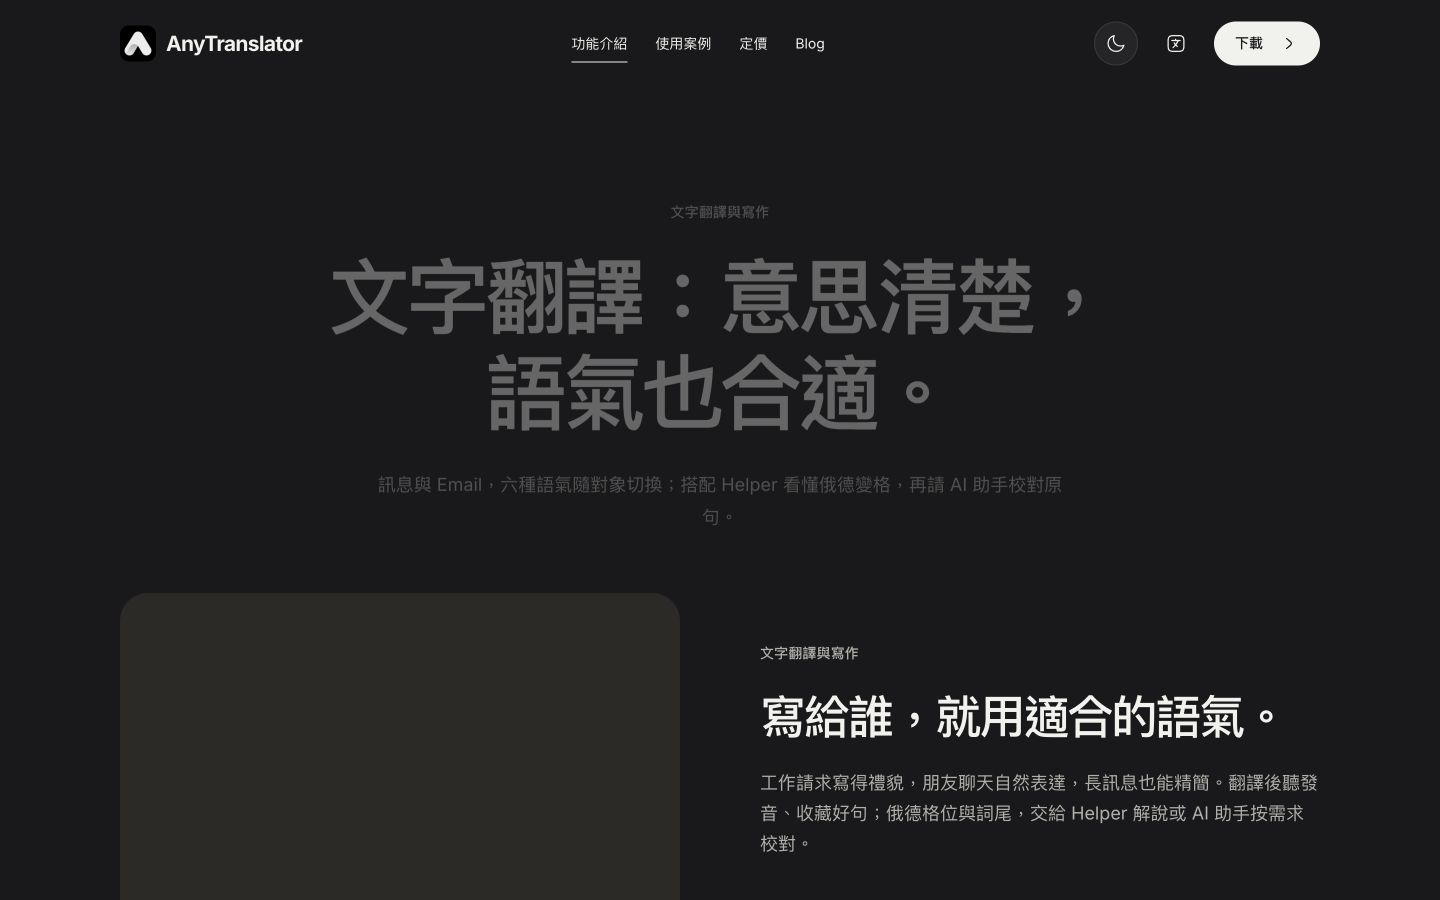 AnyTranslator
功能介紹
使用案例
定價
Blog
下載
文字翻譯與寫作
文字翻譯：意思清楚，
語氣也合適。
訊息與 Email，六種語氣隨對象切換；搭配 Helper 看懂俄德變格，再請 AI 助手校對原
句。
文字翻譯與寫作
寫給誰，就用適合的語氣。
工作請求寫得禮貌，朋友聊天自然表達，長訊息也能精簡。翻譯後聽發
音、收藏好句；俄德格位與詞尾，交給 Helper 解說或 AI 助手按需求
校對。